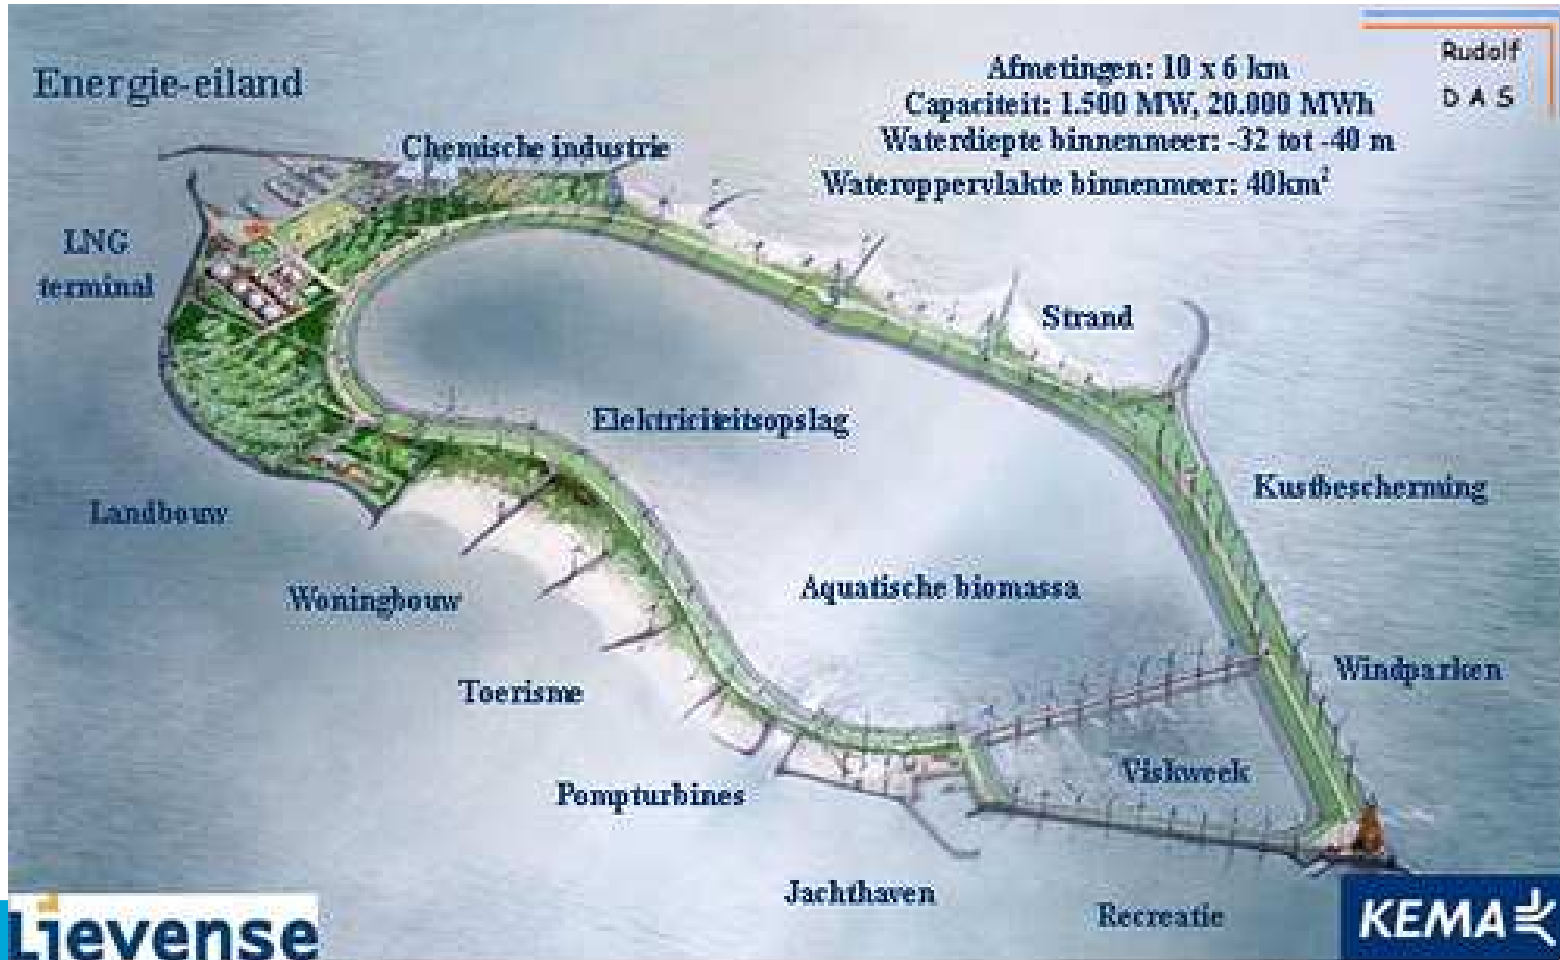 Energie-eiland
Afmetingen: 10 x 6 km
Capaciteit: 1.500 MW, 20.000 MWh
Waterdiepte binnenmeer: -32 tot -40 m
Wateroppervlakte binnenmeer: 40km²
Rudolf
DAS
Chemische industrie
LNG
terminal
Strand
Elektriciteitsopslag
Kustbescherming
Landbouw
Woningbouw
Aquatische biomassa
Windparken
Toerisme
Viskweek
Pompturbines
Jachthaven
Recreatie
Lievense
KEMA